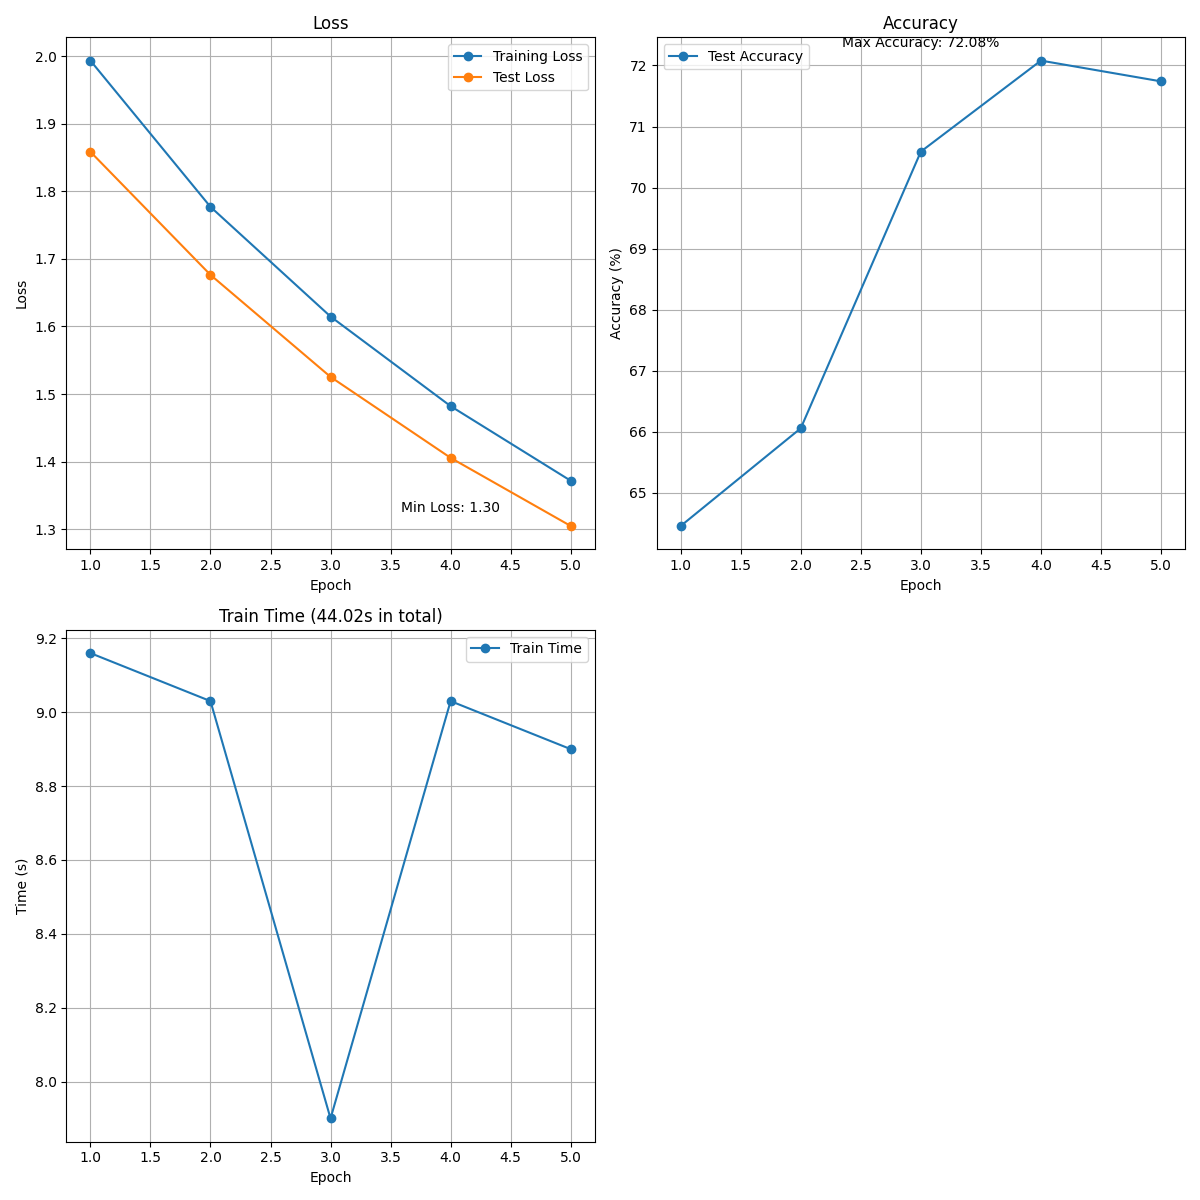 Loss
2.0
1.9
1.8
1.7
1.6
1.5
1.4
1.3
Loss
Training Loss
Test Loss
Min Loss: 1.30
1.0 1.5 2.0 2.5 3.0 3.5 4.0 4.5 5.0
Epoch
Accuracy
Max Accuracy: 72.08%
Test Accuracy
72
71
70
69
68
67
66
65
Accuracy (%)
1.0 1.5 2.0 2.5 3.0 3.5 4.0 4.5 5.0
Epoch
Train Time (44.02s in total)
Train Time
9.2
9.0
8.8
8.6
8.4
8.2
8.0
Time (s)
1.0 1.5 2.0 2.5 3.0 3.5 4.0 4.5 5.0
Epoch